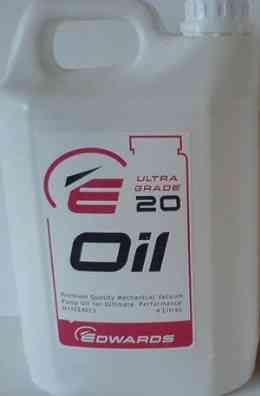 ULTRA
GRADE
E 20
Oil
Premium Quality Mechanical Vacuum
Pump Oil for Ultimate Performance
4 Litres
EDWARDS